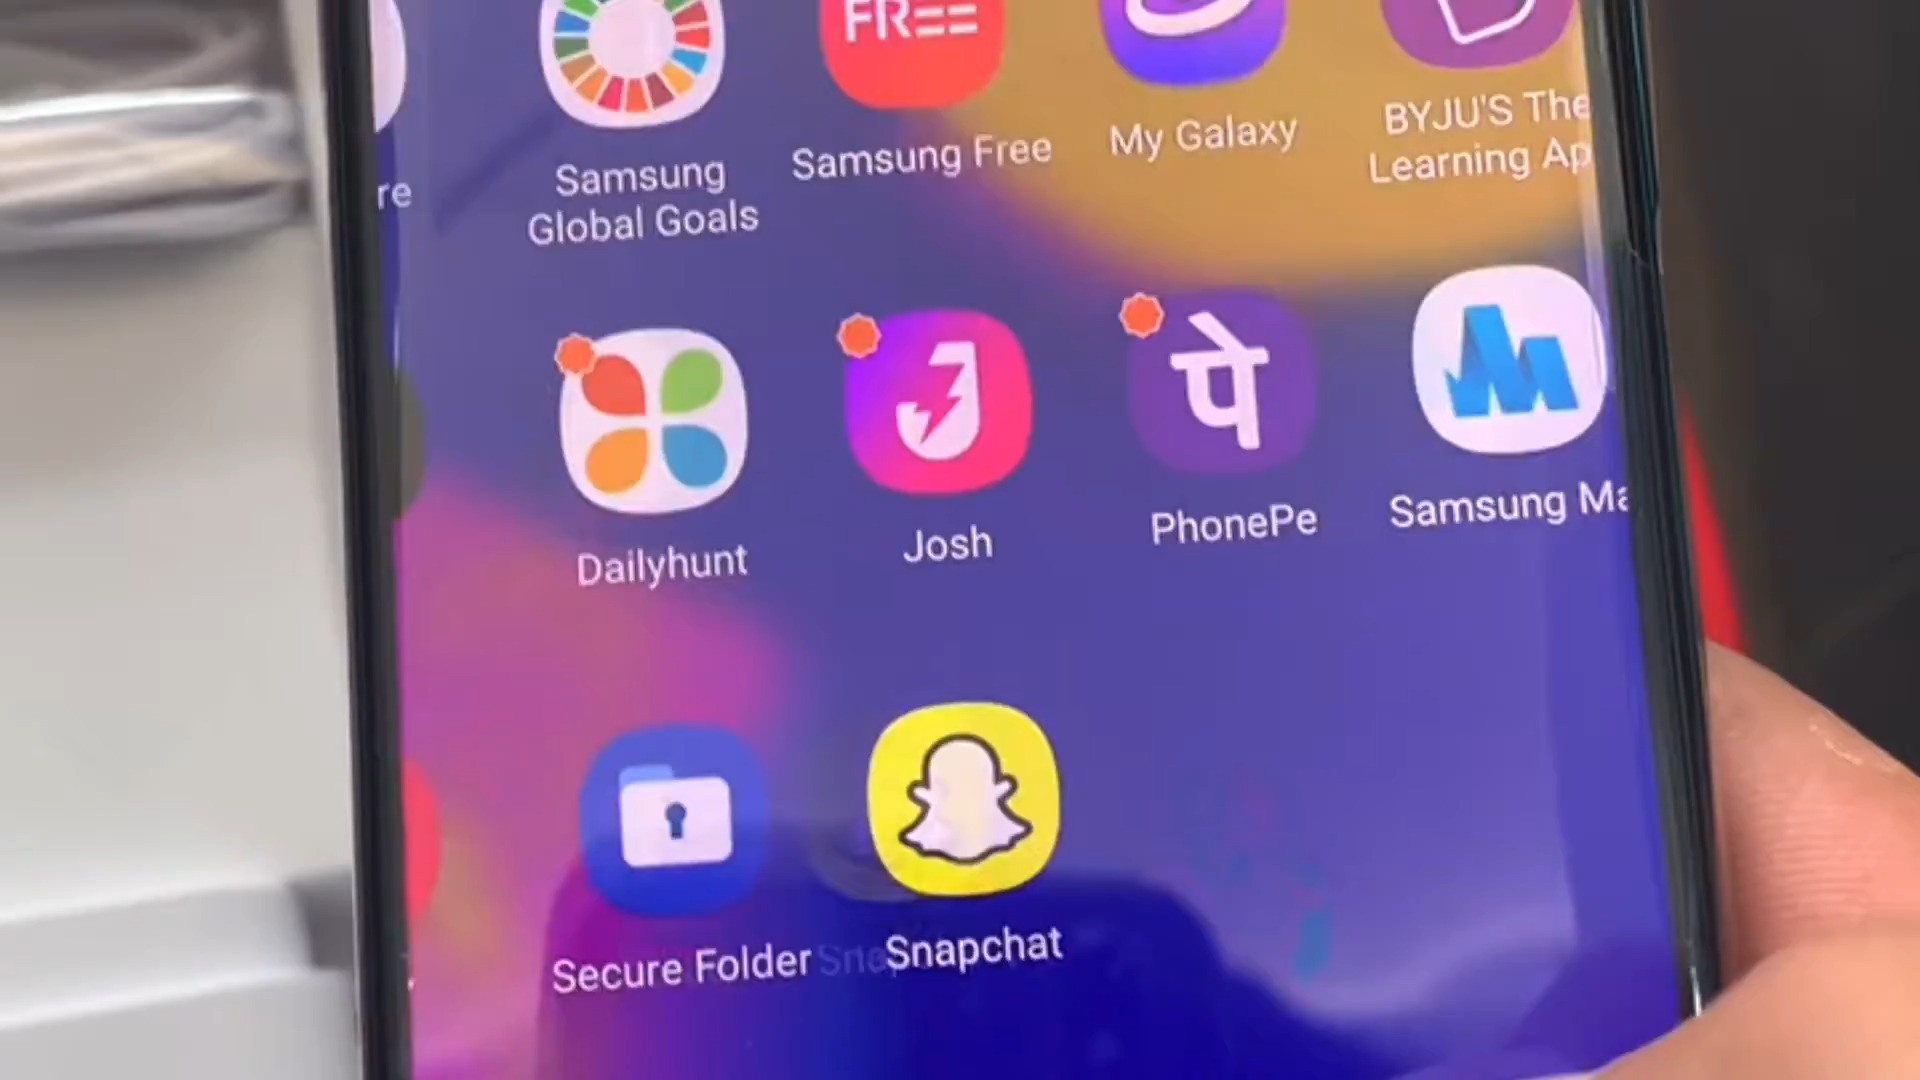 FREE
re
Samsung
Global Goals
Samsung Free
My Galaxy
BYJU'S The
Learning Ap
पे
Dailyhunt
Josh
PhonePe
Samsung Ma
Secure Folder
Snapchat